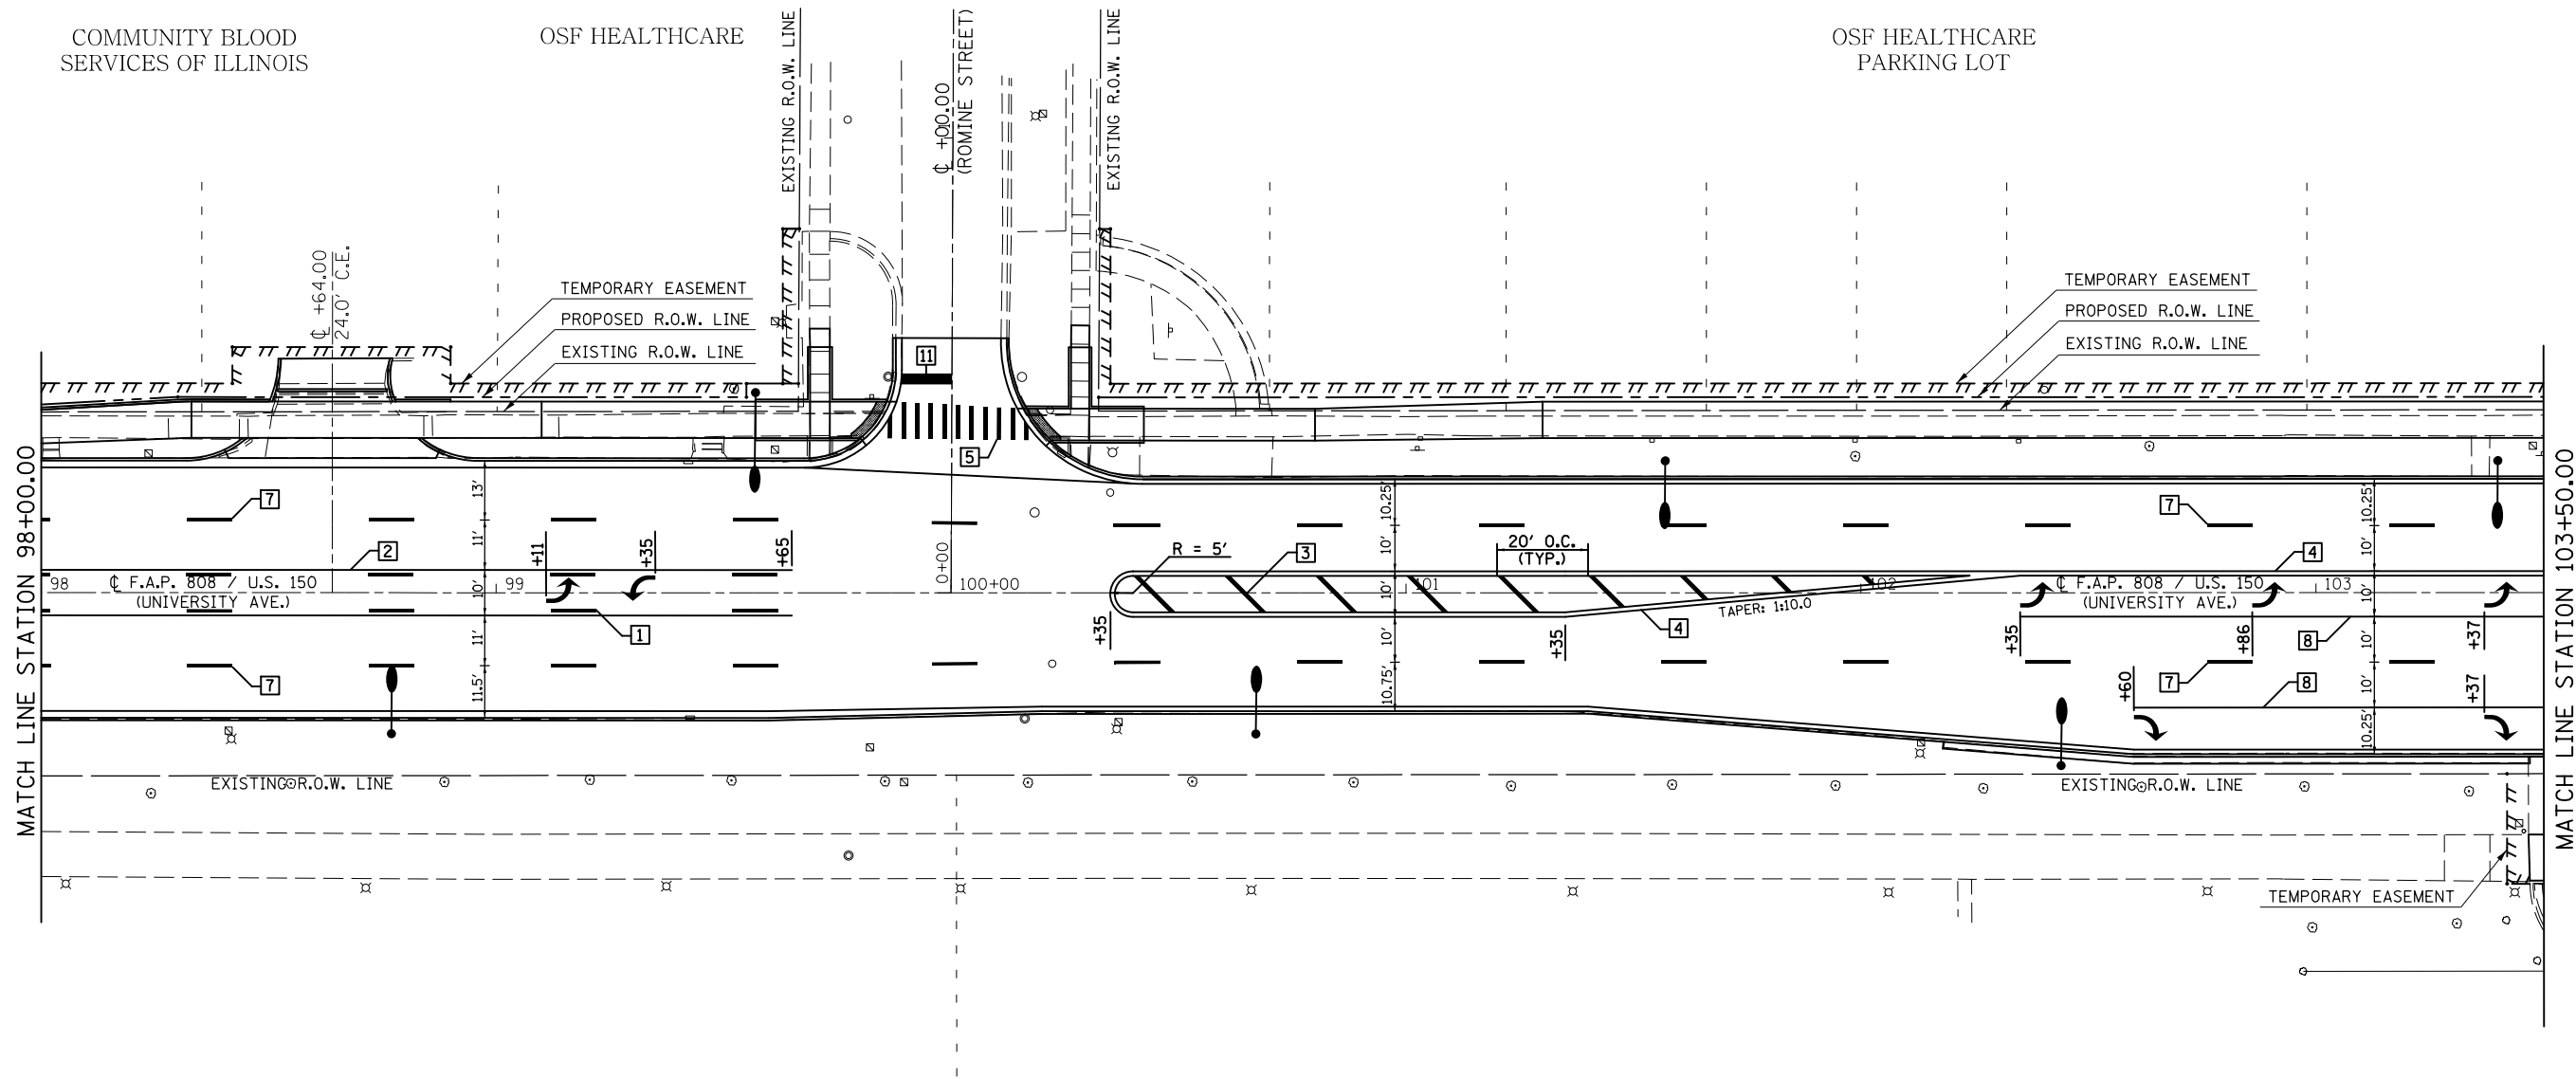 COMMUNITY BLOOD
SERVICES OF ILLINOIS
OSF HEALTHCARE
EXISTING R.O.W. LINE
℄ +00.00
(ROMINE STREET)
EXISTING R.O.W. LINE
OSF HEALTHCARE
PARKING LOT
℄ +64.00
24.0' C.E.
TEMPORARY EASEMENT
PROPOSED R.O.W. LINE
EXISTING R.O.W. LINE
TEMPORARY EASEMENT
PROPOSED R.O.W. LINE
EXISTING R.O.W. LINE
11
5
MATCH LINE STATION 98+00.00
MATCH LINE STATION 103+50.00
7
13'
10.25'
7
10.25'
2
11'
+11
+35
+65
0+00
R = 5'
3
10'
20' O.C.
(TYP.)
10'
4
98
℄ F.A.P. 808 / U.S. 150
(UNIVERSITY AVE.)
10'
99
100+00
10'
101
102
TAPER: 1:10.0
℄ F.A.P. 808 / U.S. 150
(UNIVERSITY AVE.)
103
10'
1
11'
+35
10'
+35
4
+35
+86
8
10'
+37
7
11.5'
10.75'
+60
7
8
10'
+37
10.25'
EXISTING R.O.W. LINE
EXISTING R.O.W. LINE
TEMPORARY EASEMENT